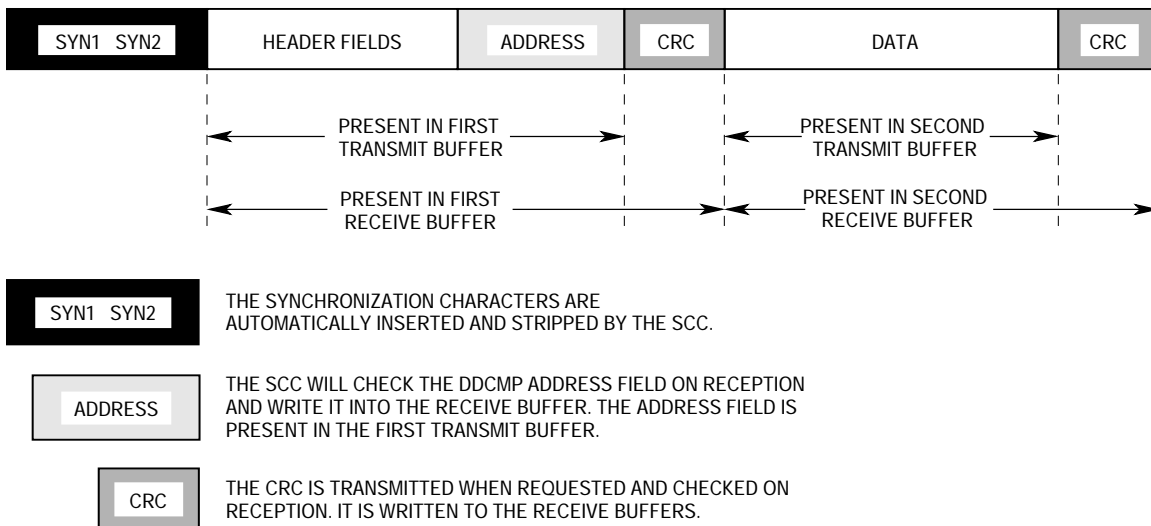 SYN1 SYN2 HEADER FIELDS ADDRESS CRC DATA CRC
PRESENT IN FIRST
TRANSMIT BUFFER
PRESENT IN SECOND
TRANSMIT BUFFER
PRESENT IN FIRST
RECEIVE BUFFER
PRESENT IN SECOND
RECEIVE BUFFER
SYN1 SYN2
THE SYNCHRONIZATION CHARACTERS ARE
AUTOMATICALLY INSERTED AND STRIPPED BY THE SCC.
ADDRESS
THE SCC WILL CHECK THE DDCMP ADDRESS FIELD ON RECEPTION
AND WRITE IT INTO THE RECEIVE BUFFER. THE ADDRESS FIELD IS
PRESENT IN THE FIRST TRANSMIT BUFFER.
CRC
THE CRC IS TRANSMITTED WHEN REQUESTED AND CHECKED ON
RECEPTION. IT IS WRITTEN TO THE RECEIVE BUFFERS.